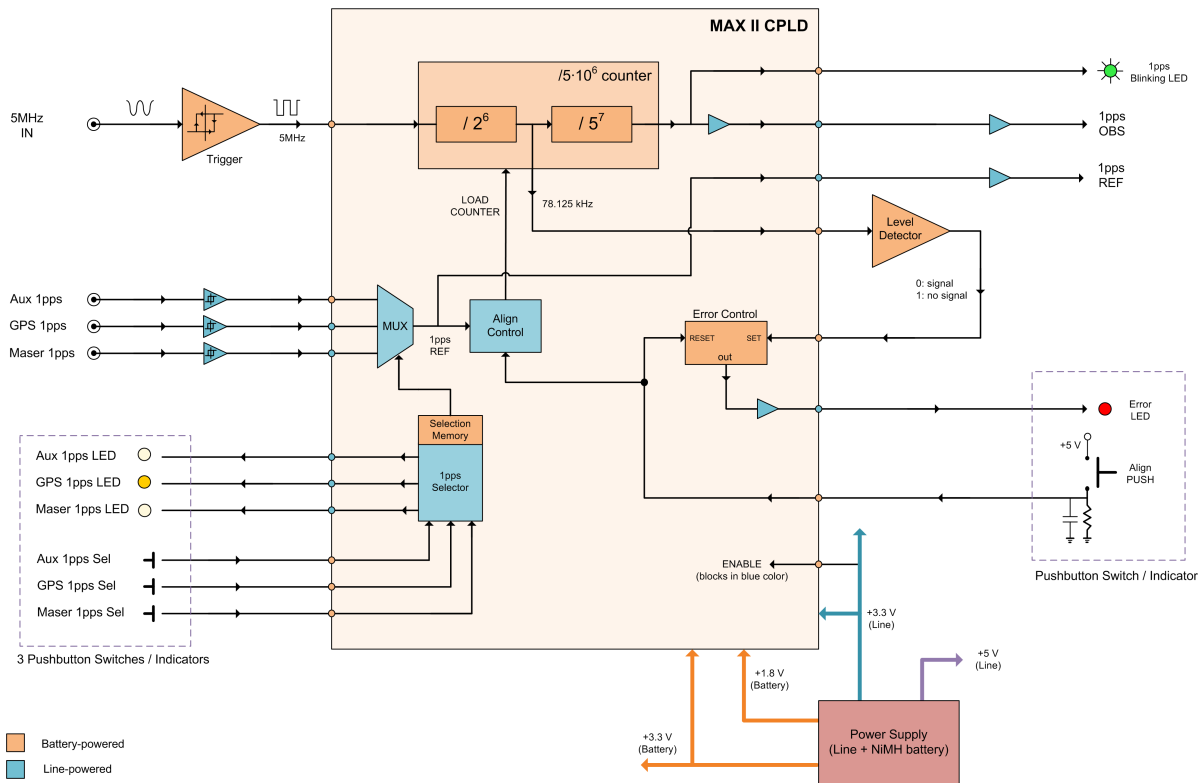 MAX II CPLD
/5·10⁶ counter
1pps
Blinking LED
5MHz
IN
/ 2⁶
/ 5⁷
5MHz
Trigger
1pps
OBS
1pps
REF
LOAD
COUNTER
78.125 kHz
Level
Detector
0: signal
1: no signal
Aux 1pps
GPS 1pps
Maser 1pps
MUX
1pps
REF
Align
Control
Error Control
RESET
SET
out
Error
LED
+5 V
Align
PUSH
Selection
Memory
1pps
Selector
Aux 1pps LED
GPS 1pps LED
Maser 1pps LED
Aux 1pps Sel
GPS 1pps Sel
Maser 1pps Sel
3 Pushbutton Switches / Indicators
ENABLE
(blocks in blue color)
Pushbutton Switch / Indicator
+3.3 V
(Line)
+5 V
(Line)
+1.8 V
(Battery)
+3.3 V
(Battery)
Power Supply
(Line + NiMH battery)
Battery-powered
Line-powered